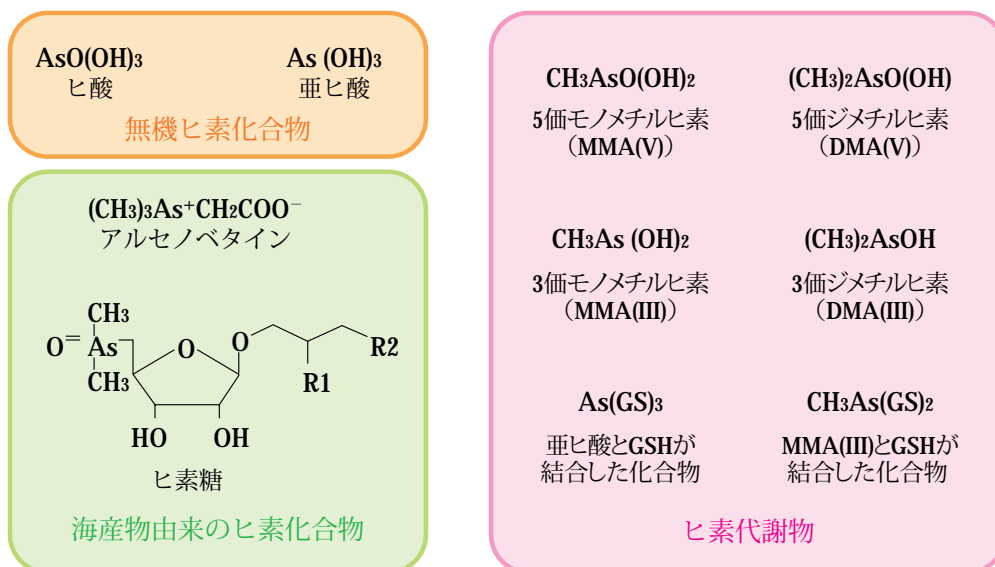 AsO(OH)3
ヒ酸
As (OH)3
亜ヒ酸
無機ヒ素化合物
(CH3)3As+CH2COO−
アルセノベタイン
CH3
O=As
CH3
O
O
R2
R1
HO
OH
ヒ素糖
海産物由来のヒ素化合物
CH3AsO(OH)2
5価モノメチルヒ素
（MMA(V)）
(CH3)2AsO(OH)
5価ジメチルヒ素
（DMA(V)）
CH3As (OH)2
3価モノメチルヒ素
（MMA(III)）
(CH3)2AsOH
3価ジメチルヒ素
（DMA(III)）
As(GS)3
亜ヒ酸とGSHが
結合した化合物
CH3As(GS)2
MMA(III)とGSHが
結合した化合物
ヒ素代謝物